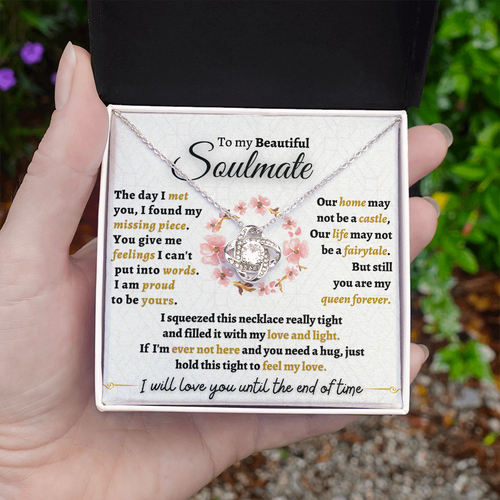 To my Beautiful
Soulmate
The day I met
you, I found my
missing piece.
You give me
feelings I can't
put into words.
I am proud
to be yours.
Our home may
not be a castle,
Our life may not
be a fairytale.
But still
you are my
queen forever.
I squeezed this necklace really tight
and filled it with my love and light.
If I'm ever not here and you need a hug, just
hold this tight to feel my love.
I will love you until the end of time